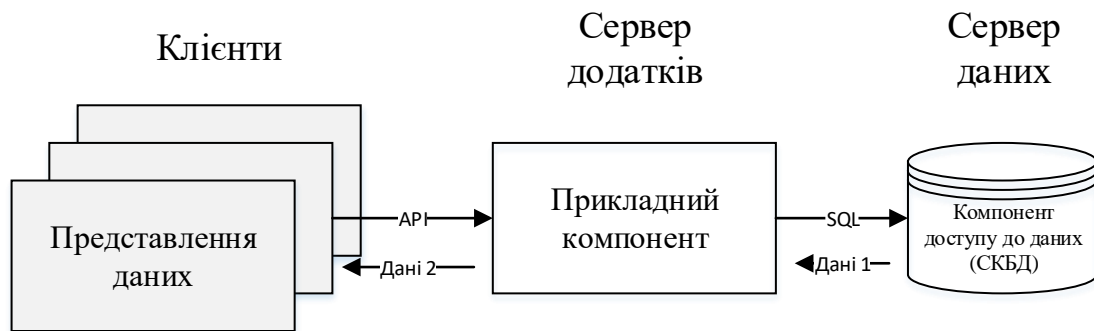 Клієнти
Сервер
додатків
Сервер
даних
Представлення
даних
API
Дані 2
Прикладний
компонент
SQL
Дані 1
Компонент
доступу до даних
(СКБД)